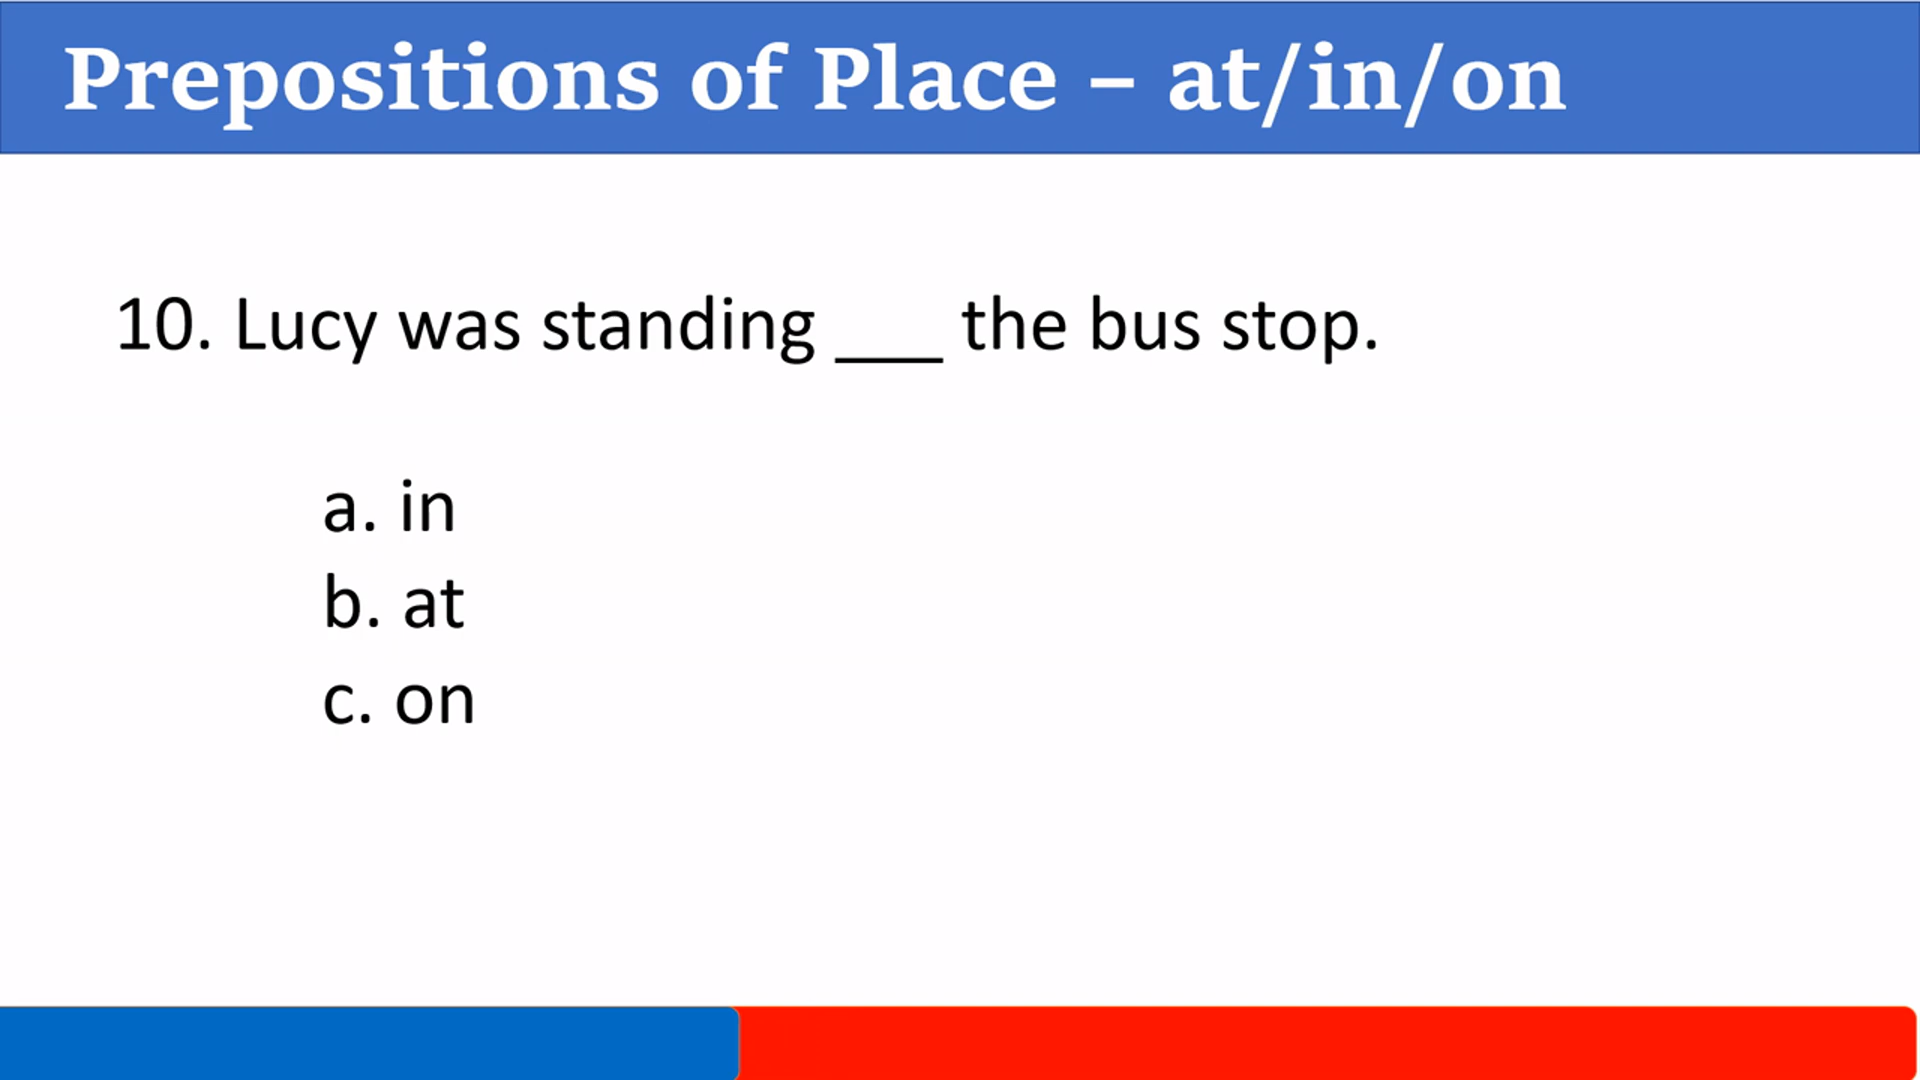 Prepositions of Place – at/in/on
10. Lucy was standing ___ the bus stop.
a. in
b. at
c. on